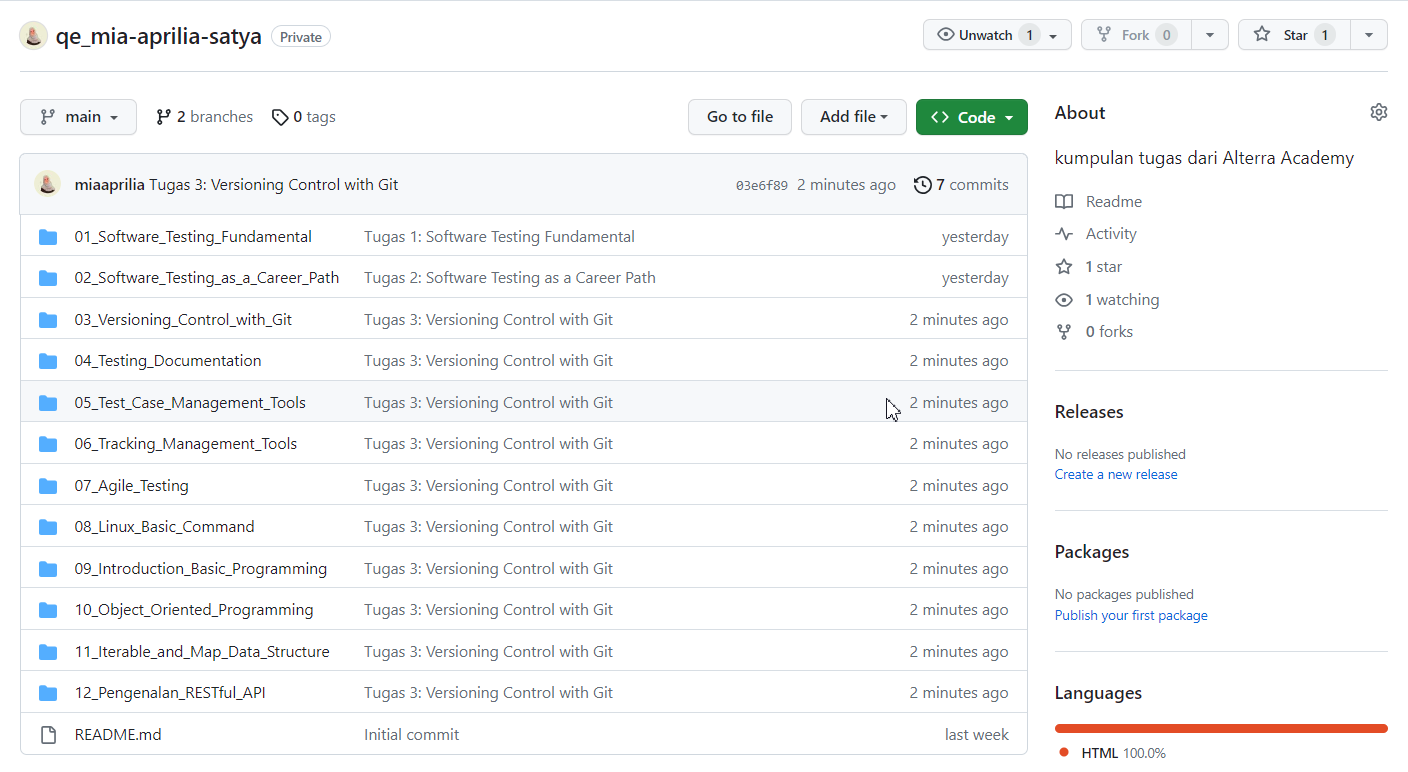 qe_mia-aprilia-satya Private Unwatch 1 Fork 0 Star 1
main 2 branches 0 tags Go to file Add file Code
miaaprilia Tugas 3: Versioning Control with Git 03e6f89 2 minutes ago 7 commits
01_Software_Testing_Fundamental Tugas 1: Software Testing Fundamental yesterday
02_Software_Testing_as_a_Career_Path Tugas 2: Software Testing as a Career Path yesterday
03_Versioning_Control_with_Git Tugas 3: Versioning Control with Git 2 minutes ago
04_Testing_Documentation Tugas 3: Versioning Control with Git 2 minutes ago
05_Test_Case_Management_Tools Tugas 3: Versioning Control with Git 2 minutes ago
06_Tracking_Management_Tools Tugas 3: Versioning Control with Git 2 minutes ago
07_Agile_Testing Tugas 3: Versioning Control with Git 2 minutes ago
08_Linux_Basic_Command Tugas 3: Versioning Control with Git 2 minutes ago
09_Introduction_Basic_Programming Tugas 3: Versioning Control with Git 2 minutes ago
10_Object_Oriented_Programming Tugas 3: Versioning Control with Git 2 minutes ago
11_Iterable_and_Map_Data_Structure Tugas 3: Versioning Control with Git 2 minutes ago
12_Pengenalan_RESTful_API Tugas 3: Versioning Control with Git 2 minutes ago
README.md Initial commit last week
About
kumpulan tugas dari Alterra Academy
Readme
Activity
1 star
1 watching
0 forks
Releases
No releases published
Create a new release
Packages
No packages published
Publish your first package
Languages
HTML 100.0%